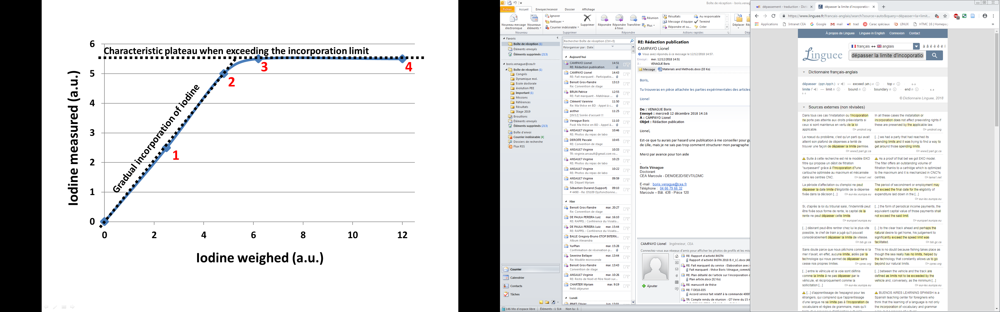 6
Characteristic plateau when exceeding the incorporation limit
5
4
3
2
1
0
0 2 4 6 8 10 12
Iodine measured (a.u.)
Gradual incorporation of iodine
1
2
3
4
Iodine weighed (a.u.)
Boîte de réception - boris.venag
Fichier Accueil Envoyer/recevoir Dossier Affichage
Nouveau message électronique
Nouveaux éléments
Nouveau
Ignorer
Nettoyer
Courrier indésirable
Supprimer
Supprimer
Répondre
Répondre à tous
Transférer
Réunion
Plus
Répondre
Résultats
Message d'équipe
Répondre et su...
Au responsable
Terminé
Créer
Actions rapides
Déplacer
Favoris
Boîte de réception (1)
Éléments envoyés
Éléments supprimés (213)
boris.venague@cea.fr
Boîte de réception (1)
Congrès
Dynamique mol.
Ecole doctorale
évolution PEE
Important (1)
Missions
Références
Résultats
Stage 2019
Brouillons
Éléments envoyés
Éléments supprimés (213)
Boîte d'envoi
Courrier indésirable [4]
Dossiers de recherche
Flux RSS
Courrier
Calendrier
Contacts
Tâches
146 Mo d'espace libre Éléments : 1 514 Non lu : 1
Rechercher Boîte de réception (Ctrl+E)
Réorganiser par : Date
Aujourd'hui
CAMPAYO Lionel 14:51
RE: Rédaction publication
CAMPAYO Lionel 14:43
RE: Fait marquant - Participatio...
Benoit Gros-flandre 13:13
Re: Convention de stage
BRUN Patrice 12:55
RE: Fait marquant - Matériaux ...
Clément Varenne 11:50
Re: Ma thèse en BD - Appel à c...
aisther 11:25
[19/12] Soirée d'accueil !!!
Venague Boris 11:10
Fwd: Ma thèse en BD - Appel à...
ANSAULT Virginie 10:46
RE: Photos du repas de labo
DEROITE Pascale 10:45
RE: Convention de stage
ANSAULT Virginie 10:33
TR: virginie.ansault@gmail.com vo...
ANSAULT Virginie 10:23
RE: Photos du repas de labo
ANSAULT Virginie 10:22
RE: Photos du repas de labo
ANSAULT Virginie 09:59
RE: Départ Myriam
Sébastien Durand (Support) 09:10
# 4490 - Re: D5109 Dysfonctionne...
Hier
Benoit Gros-flandre mar. 20:27
Re: Convention de stage
DE PAULA PEREIRA Luiz mar. 16:10
RE: RAPPEL : Conférence du Visiato...
DE PAULA PEREIRA Luiz mar. 15:44
RE: RAPPEL : Conférence du Visiato...
BALLE Gregory-Bruno ETOP INTERN...
Album Alexandra
YurPlan mar. 15:28
Confirmation de réservation p...
Severine Bellayer mar. 13:44
Re: Modèle microsonde
Benoit Gros-flandre mar. 13:43
Convention de stage
ANSAULT Virginie mar. 10:26
RE: Resto de Noël et Père Noël sur...
CHARTIER Myriam mar. 9:19
Petit-déjeuner
Lundi
PINET Olivier lun. 13:01
RE: Rédaction publication
CAMPAYO Lionel
Vous avez répondu à ce message le 12/12/2018 14:57.
Envoyé : mer. 12/12/2018 14:51
À : VENAGUE Boris
Message Materials and Methods.docx (33 Ko)
Boris,
Tu trouveras en pièce attachée les parties expérimentales des articles
Lionel
De : VENAGUE Boris
Envoyé : mercredi 12 décembre 2018 14:16
À : CAMPAYO Lionel
Objet : Rédaction publication
Lionel,
Est-ce que tu aurais par hasard une publication à me conseiller pour gu
de Lille, mais je ne sais pas trop comment structurer mon paragraphe
Merci par avance pour ton aide
-
Boris Vénague
Doctorant
CEA Marcoule - DEN/DE2D/SEVT/LDMC
E-mail : boris.venague@cea.fr
Téléphone : 04 66 79 66 32
Marcoule – Bât. 438 - Pièce 120
CAMPAYO Lionel Ingénieieur, CEA
Connectez-vous aux réseaux d'amis pour afficher les photos de profils et les mis
Ajouter
RE: Rapport d'activité INSTN
Rapport d'activité INSTN 2018 B.V_LC.docx (48
RE: Fait marquant du service - Elaboration avec
Fait marquant - thèse Boris Vénague_commAL
RE: Plan détaillé de l'article sur l'incorporation d
Plan article.docx (32 Ko)
RE: manuscrit de thèse
RE: T DE18-035
Accord service fait relatif à la commande 4000
TR: Compte rendu de réunion - GT Verre du 15 n
dépassement - traduction - Dict
dépasser la limite d'incoporation
https://www.linguee.fr/francais-anglais/search?source=auto&query=dépasser+la+limit...
Applications Intranet CEA Google mail trad Carac spéciaux LINUX HTMC 16 | Homepag
À propos de Linguee Linguee in English Connexion Contact
Linguee
français anglais
à â é è ê ë ï
dépasser la limite d'incoporatio
Dictionnaire français-anglais
dépasser (qqn./qqch.) v — exceed (sth.) v · top v · [...]
limite f — limit n · bound n · boundary n · end n · [...]
[...]
© Dictionnaire Linguee, 2018
Sources externes (non révisées)
Dans tous ces cas l'installation ou l'incoporation
ne porte pas atteinte aux droits préexistants si
ceux si sont maintenus en vertu de la loi
applicable.
unidroit.org
In all these cases the installation or
incorporation does not affect preexisting rights if
these are preserved by the applicable law.
unidroit.org
Le noeud du problème, c'est qu'un parti qui avait
atteint son plafond de dépenses a tenté de
trouver une façon de dépasser la limite permise.
www2.parl.gc.ca
[...] we had a party that had reached its
spending limits and it was trying to find a way to
get around those spending limits.
www2.parl.gc.ca
Suite à cette recherche est né le modèle EKO
filtre qui propose un débit de filtration
"surpassant" grâce à l?incoporation d?une
cartouche optimisée au maximum et mécanisée
dans les centres CNC.
lama1.net
As a proof of that bet we got EKO model.
The filter offers an outstanding volume of
filtration thanks to a cartridge which is optimized
to the maximum and it is mechanized in CNC?s
centres.
lama1.net
La période d'affectation ou d'emploi ne peut
dépasser la date limite d'éligibilité de la dépense
fixée dans la décision [...]
eur-lex.europa.eu
The period of secondment or employment may
not exceed the final date for the eligibility of
expenditure laid down in the [...]
eur-lex.europa.eu
Si, d'après la loi du tribunal saisi, l'indemnité peut
être fixée sous forme de rente, le capital de la
rente ne peut dépasser cette limite.
europarl.europa.eu
[...] the form of periodical income payments, the
equivalent capital value of those payments shall
not exceed the said limit.
europarl.europa.eu
[...] désirant peut-être rentrer chez lui le plus vite
possible, le chef de train a jugé qu'il pouvait
considérablement dépasser la limite de vitesse.
tsb.gc.ca
[...] to the clear track ahead and perhaps the
natural desire to get home, his judgement to
significantly exceed the speed limit was
facilitated.
tsb.gc.ca
Sans doute parce que nous pêchons comme si la
mer n'avait, en effet, aucune limite, aidés par la
technologie qui nous permet de dépasser sans
cesse nos propres limites.
cprac.org
This is no doubt because fishing takes place as
though the sea really has no limits, helped by
the technology that constantly allows us to go
beyond our natural limits.
cprac.org
[...] entre le véhicule et la voie sont définis
comme la limite à ne pas dépasser par le
véhicule, et réciproquement comme la
sollicitation [...]
eur-lex.europa.eu
[...] between the vehicle and the track are
defined as limits not to be exceeded by the
vehicle and, conversely, as the minimum [...]
eur-lex.europa.eu
[...] d'apprentissage de l'espagnol pour les
étrangers, qui comprend que l'apprentissage
d'une langue ne se limite pas à l'incoporation de
vocabulaire et règles de grammaire, mais qu'il
BUENOS AIRES LEARNING SPANISH is a
Spanish teaching center for foreigners who
think that the learning of a language is not only
the incorporation of vocabulary and grammar